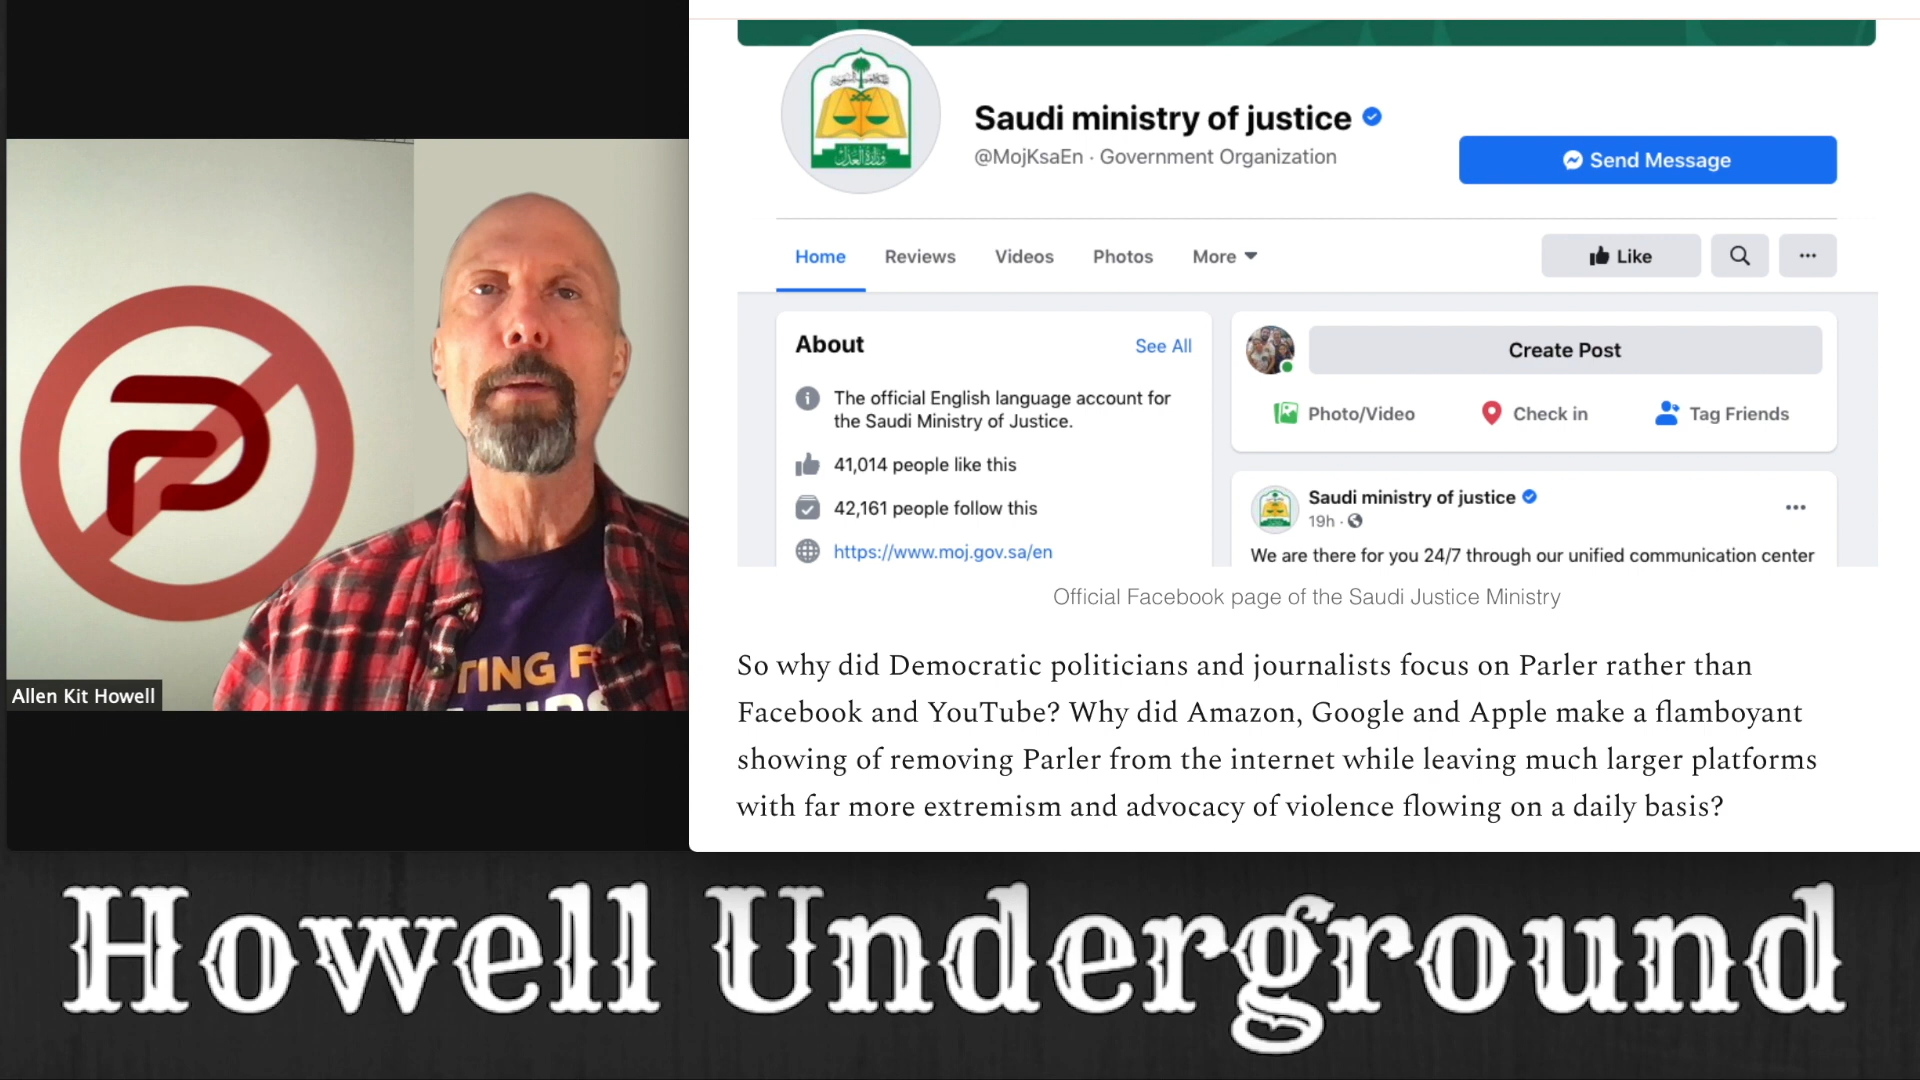 Saudi ministry of justice
@MojKsaEn · Government Organization
Send Message
Home Reviews Videos Photos More
Like
About See All
The official English language account for
the Saudi Ministry of Justice.
41,014 people like this
42,161 people follow this
https://www.moj.gov.sa/en
Create Post
Photo/Video Check in Tag Friends
Saudi ministry of justice
19h ·
We are there for you 24/7 through our unified communication center
Official Facebook page of the Saudi Justice Ministry
So why did Democratic politicians and journalists focus on Parler rather than
Facebook and YouTube? Why did Amazon, Google and Apple make a flamboyant
showing of removing Parler from the internet while leaving much larger platforms
with far more extremism and advocacy of violence flowing on a daily basis?
TING F
Allen Kit Howell
Howell Underground
وزارة العدل